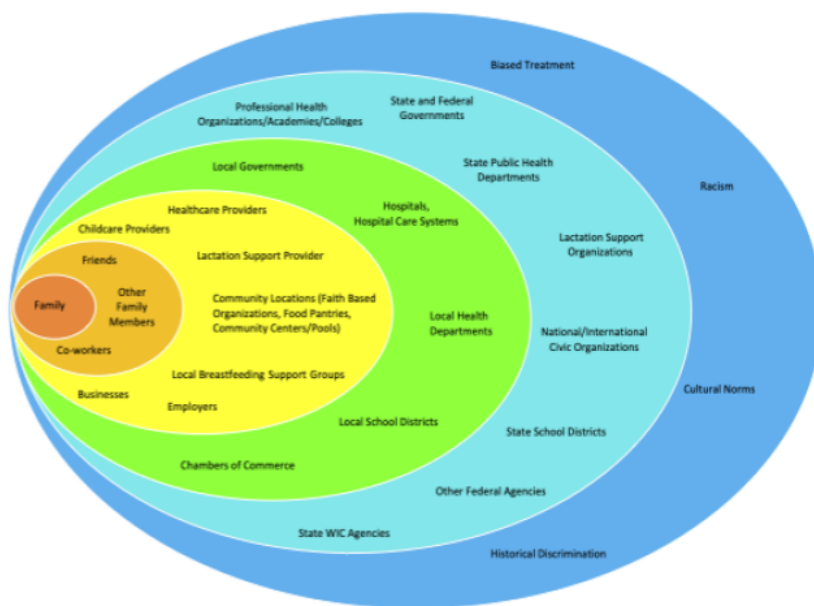 Biased Treatment
Professional Health
Organizations/Academies/Colleges
State and Federal
Governments
Local Governments
State Public Health
Departments
Racism
Healthcare Providers
Hospitals,
Hospital Care Systems
Childcare Providers
Lactation Support
Organizations
Friends
Lactation Support Provider
Family
Other
Family
Members
Community Locations (Faith Based
Organizations, Food Pantries,
Community Centers/Pools)
Local Health
Departments
National/International
Civic Organizations
Co-workers
Local Breastfeeding Support Groups
Businesses
Employers
Cultural Norms
Local School Districts
State School Districts
Chambers of Commerce
Other Federal Agencies
State WIC Agencies
Historical Discrimination